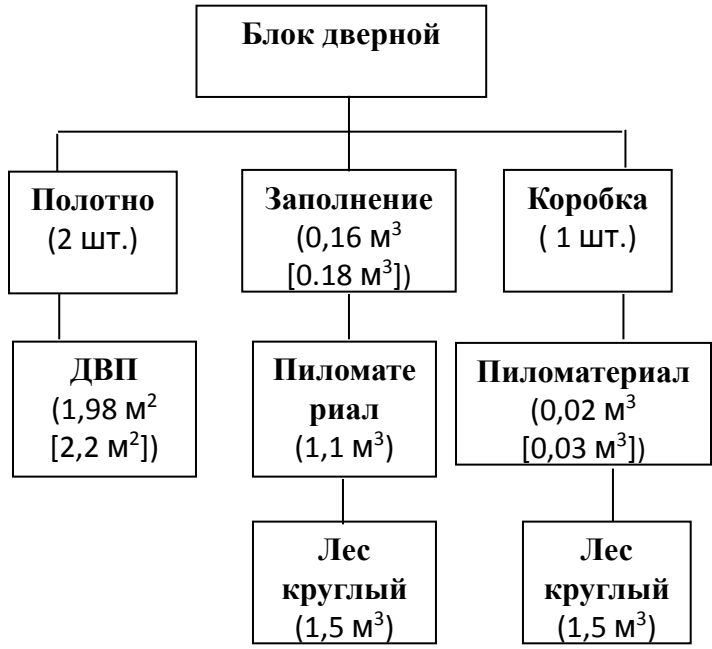 Блок дверной
Полотно
(2 шт.)
Заполнение
(0,16 м³
[0.18 м³])
Коробка
( 1 шт.)
ДВП
(1,98 м²
[2,2 м²])
Пиломате
риал
(1,1 м³)
Пиломатериал
(0,02 м³
[0,03 м³])
Лес
круглый
(1,5 м³)
Лес
круглый
(1,5 м³)